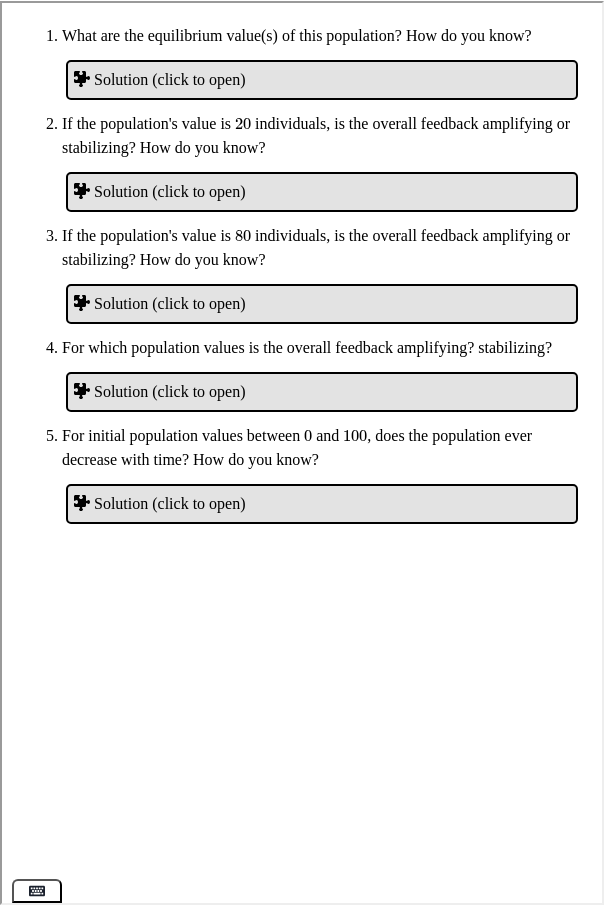 1. What are the equilibrium value(s) of this population? How do you know?
Solution (click to open)
2. If the population's value is 20 individuals, is the overall feedback amplifying or
stabilizing? How do you know?
Solution (click to open)
3. If the population's value is 80 individuals, is the overall feedback amplifying or
stabilizing? How do you know?
Solution (click to open)
4. For which population values is the overall feedback amplifying? stabilizing?
Solution (click to open)
5. For initial population values between 0 and 100, does the population ever
decrease with time? How do you know?
Solution (click to open)